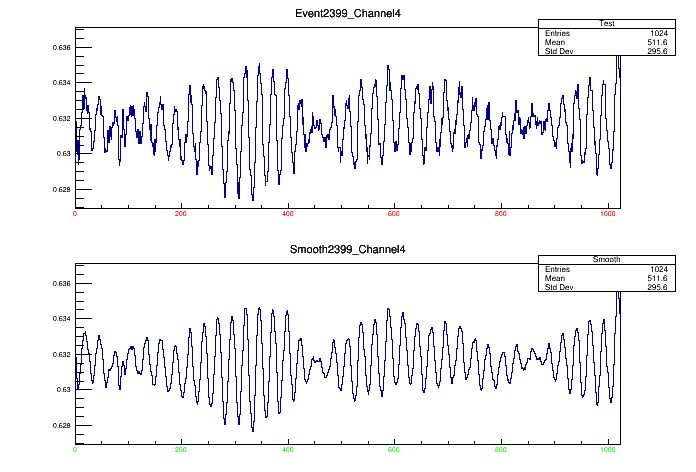 Event2399_Channel4
Test
Entries 1024
Mean 511.6
Std Dev 295.6
0.636
0.634
0.632
0.63
0.628
0 200 400 600 800 1000
Smooth2399_Channel4
Smooth
Entries 1024
Mean 511.6
Std Dev 295.6
0.636
0.634
0.632
0.63
0.628
0 200 400 600 800 1000